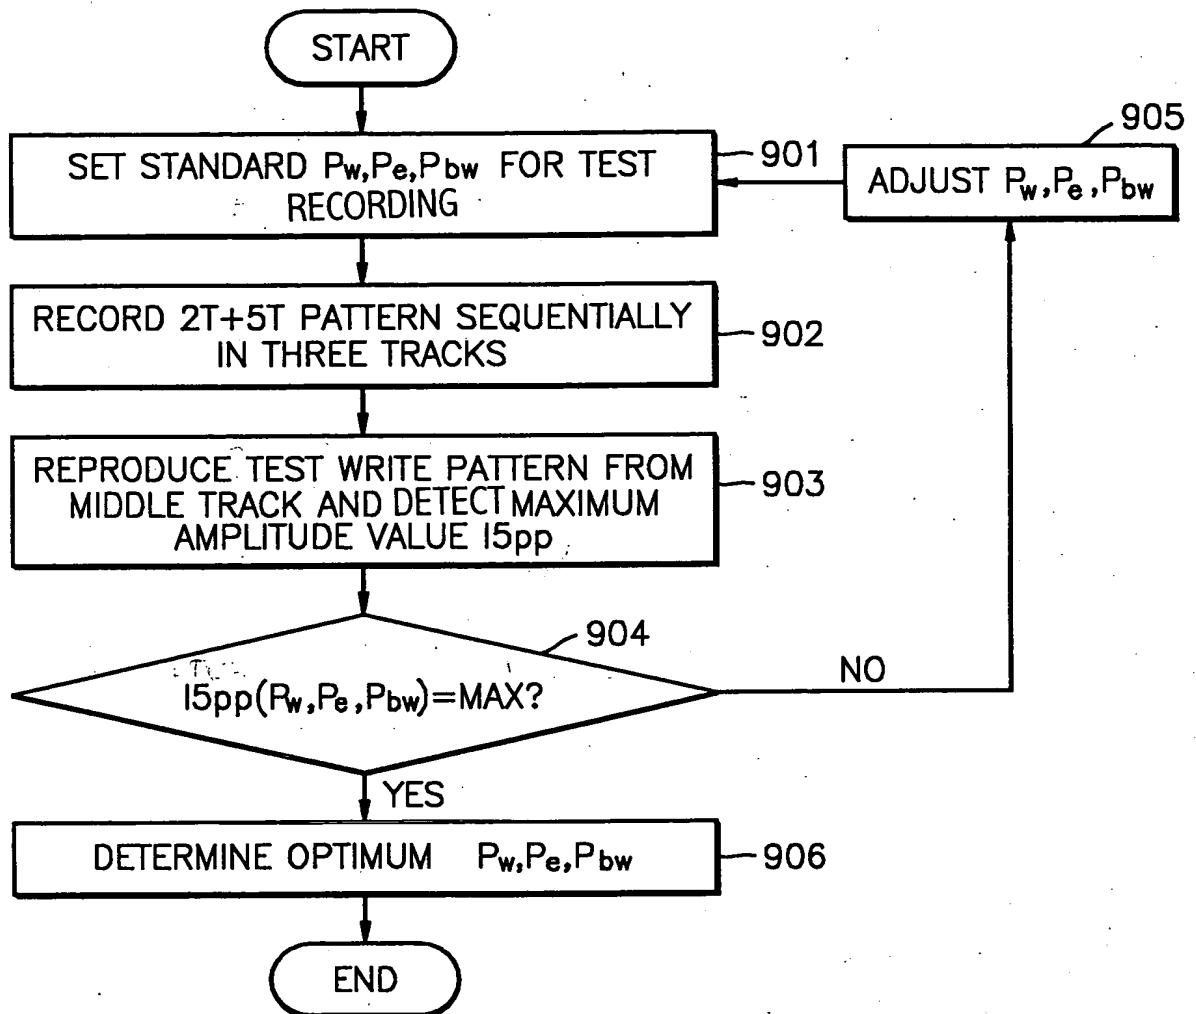 START
SET STANDARD Pw,Pe,Pbw FOR TEST
RECORDING
901
905
ADJUST Pw,Pe,Pbw
RECORD 2T+5T PATTERN SEQUENTIALLY
IN THREE TRACKS
902
REPRODUCE TEST WRITE PATTERN FROM
MIDDLE TRACK AND DETECT MAXIMUM
AMPLITUDE VALUE I5pp
903
904
I5pp(Pw,Pe,Pbw)=MAX?
NO
YES
DETERMINE OPTIMUM Pw,Pe,Pbw
906
END